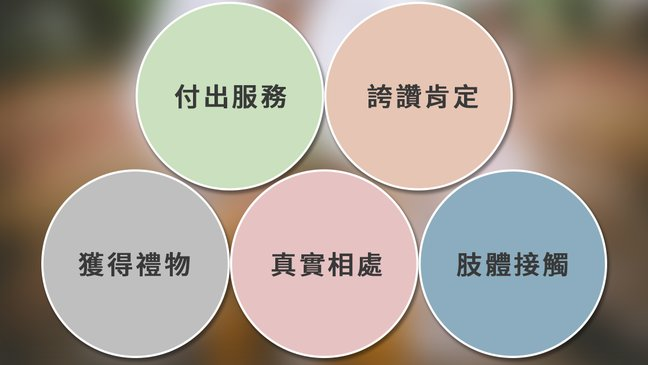 付出服務
誇讚肯定
獲得禮物
真實相處
肢體接觸